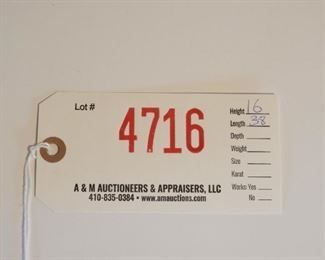 Lot #
4716
Height 16
Length 38
Depth
Weight
Size
Karat
Works Yes
No
A & M AUCTIONEERS & APPRAISERS, LLC
410-835-0384 • www.amauctions.com